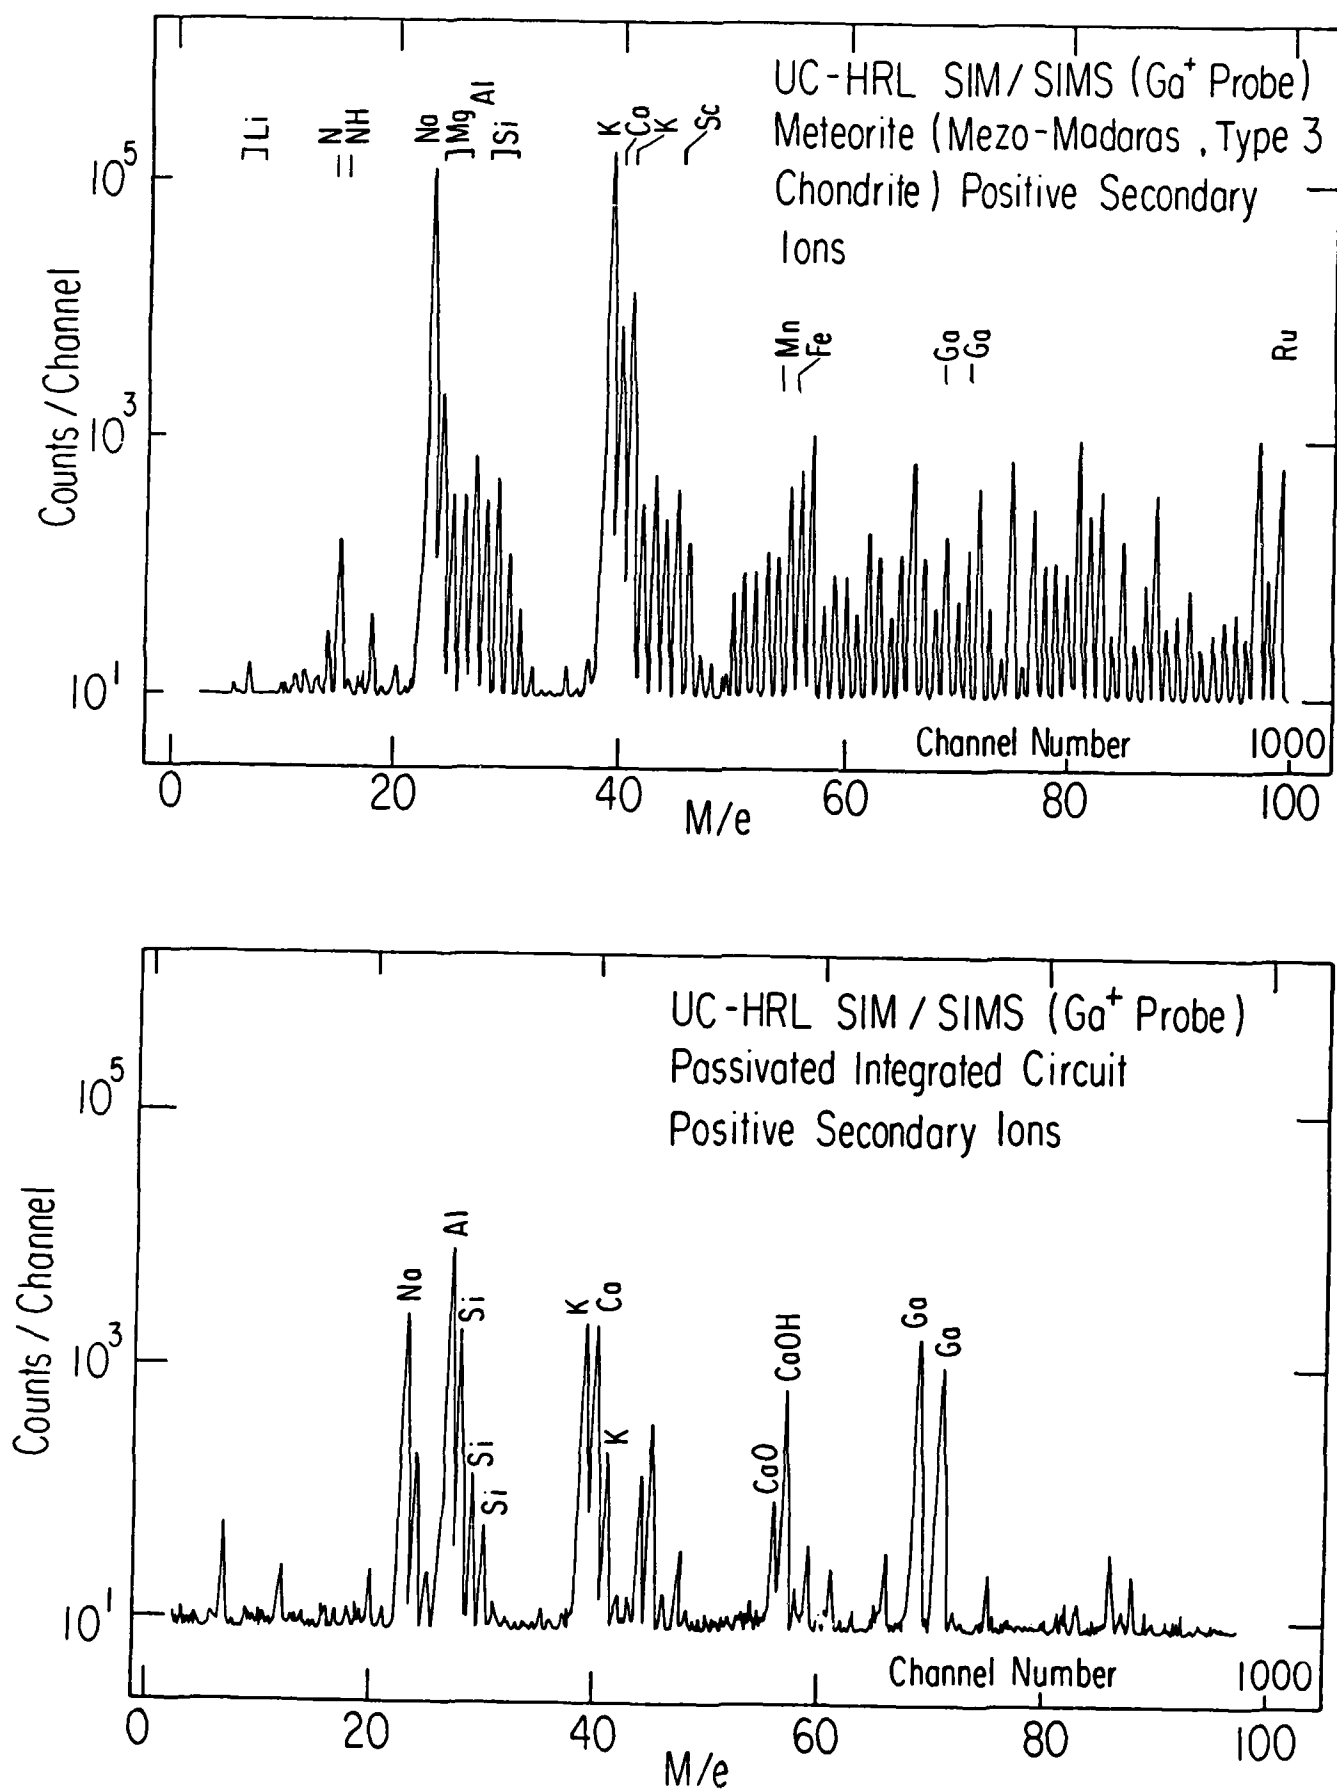 UC-HRL SIM/SIMS (Ga⁺ Probe)
Meteorite (Mezo-Madaras, Type 3
Chondrite) Positive Secondary
Ions
]Li
=N
=NH
Na
]Mg
Al
]Si
K
Ca
K
Sc
Mn
Fe
Ga
Ga
Ru
Counts/Channel
10⁵
10³
10¹
Channel Number 1000
0 20 40 60 80 100
M/e
UC-HRL SIM/SIMS (Ga⁺ Probe)
Passivated Integrated Circuit
Positive Secondary Ions
Na
Al
Si
Si
Si
K
Ca
K
CaO
CaOH
Ga
Ga
Counts/Channel
10⁵
10³
10¹
Channel Number 1000
0 20 40 60 80 100
M/e